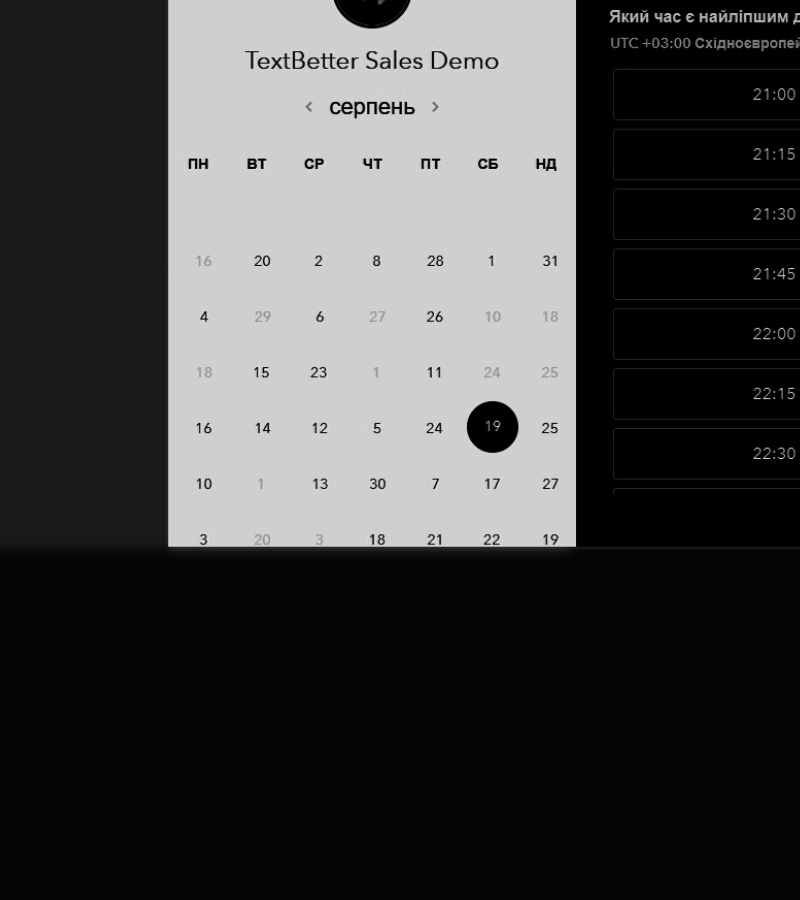 TextBetter Sales Demo
серпень
ПН ВТ СР ЧТ ПТ СБ НД
16 20 2 8 28 1 31
4 29 6 27 26 10 18
18 15 23 1 11 24 25
16 14 12 5 24 19 25
10 1 13 30 7 17 27
3 20 3 18 21 22 19
Який час є найліпшим д
UTC +03:00 Східноєвропей
21:00
21:15
21:30
21:45
22:00
22:15
22:30